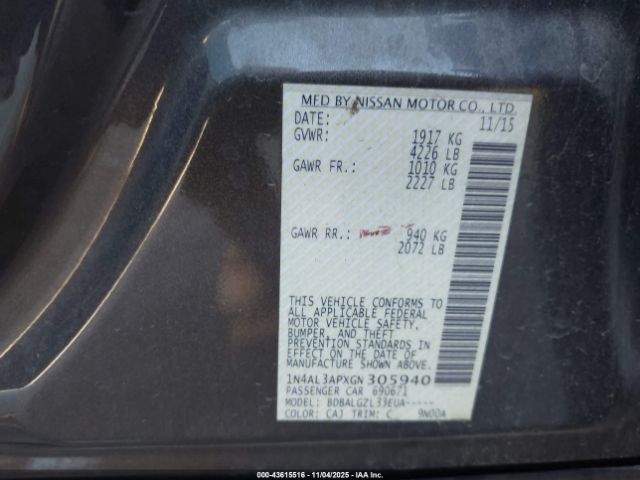 MFD BY NISSAN MOTOR CO., LTD.
DATE: 11/15
GVWR: 1917 KG
4226 LB
GAWR FR.: 1010 KG
2227 LB
GAWR RR.: 940 KG
2072 LB
THIS VEHICLE CONFORMS TO
ALL APPLICABLE FEDERAL
MOTOR VEHICLE SAFETY,
BUMPER, AND THEFT
PREVENTION STANDARDS IN
EFFECT ON THE DATE OF
MANUFACTURE SHOWN ABOVE.
1N4AL3APXGN305940
PASSENGER CAR 690671
MODEL: BDBALGZL33EUA-----
COLOR: CAJ TRIM: C 9N00A
000-43615516 - 11/04/2025 - IAAI.COM